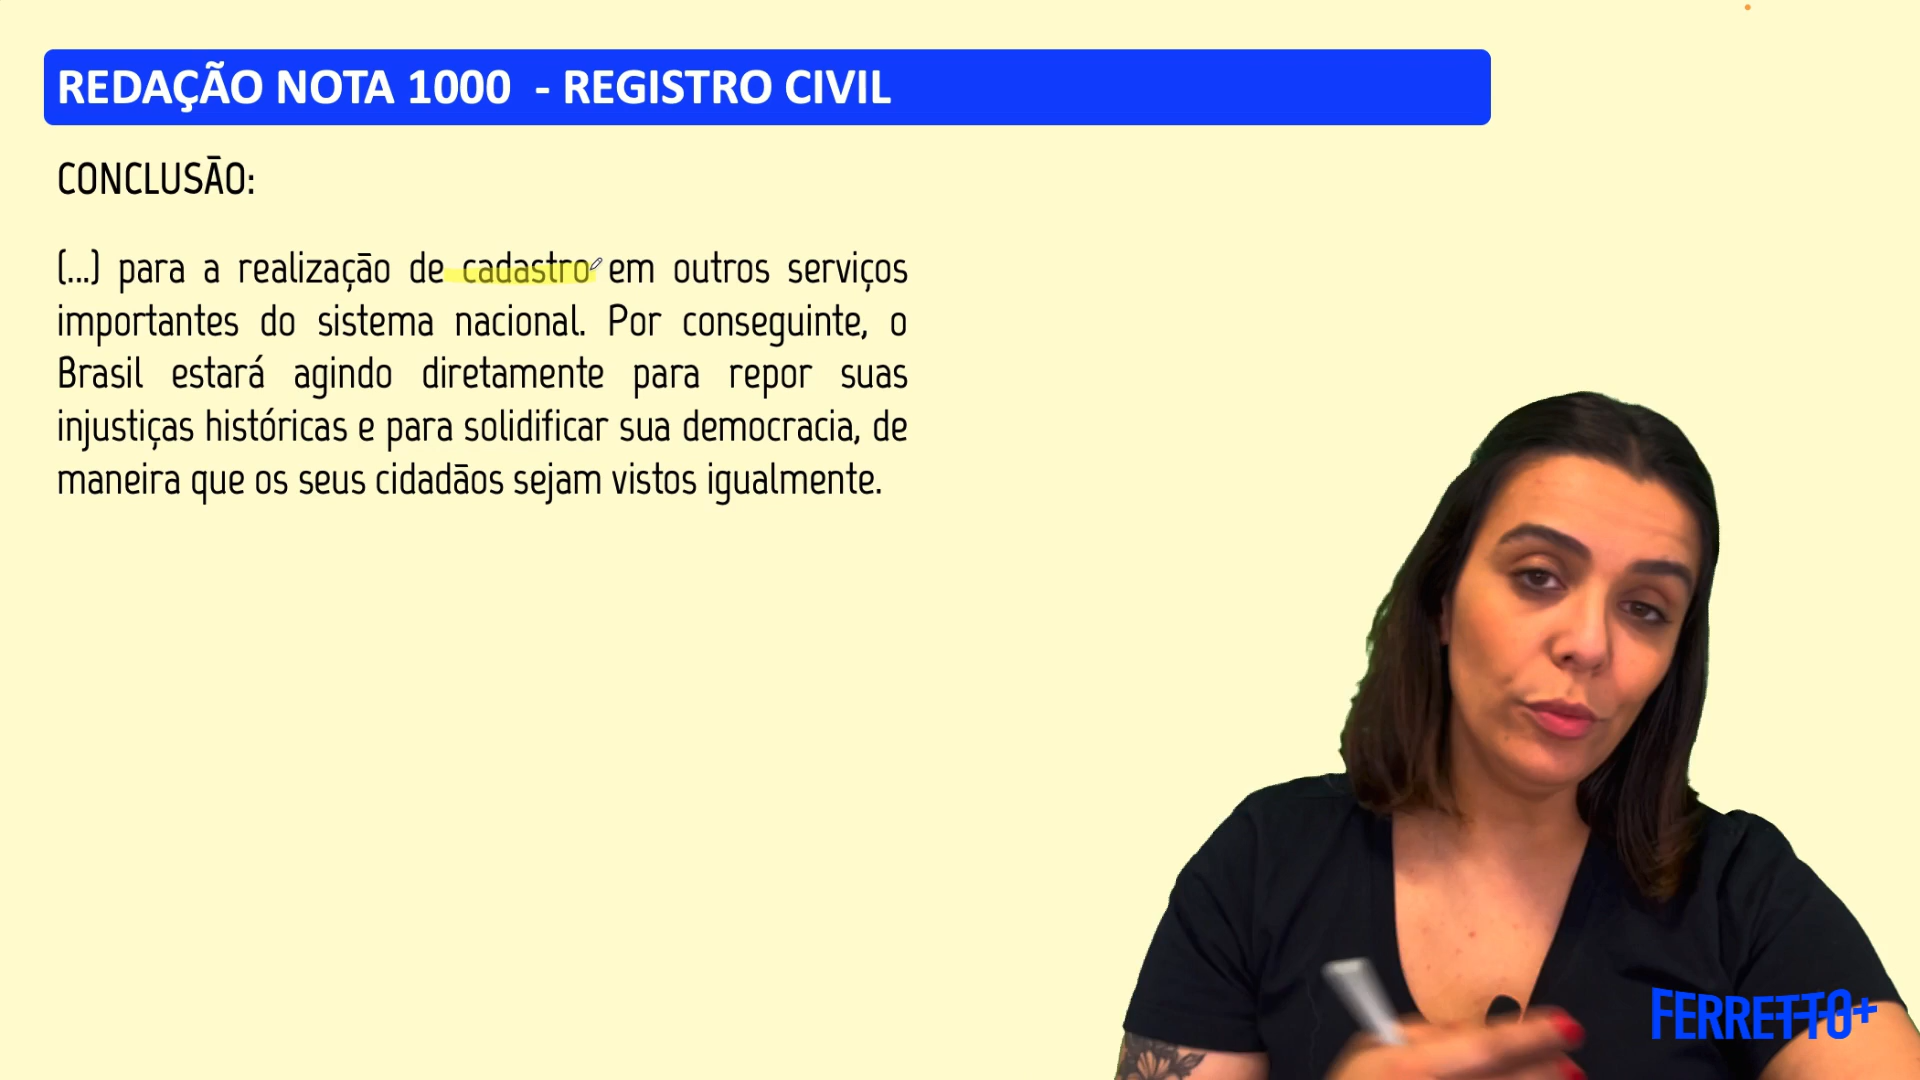 REDAÇÃO NOTA 1000 - REGISTRO CIVIL
CONCLUSÃO:
(...) para a realização de cadastro em outros serviços
importantes do sistema nacional. Por conseguinte, o
Brasil estará agindo diretamente para repor suas
injustiças históricas e para solidificar sua democracia, de
maneira que os seus cidadãos sejam vistos igualmente.
FERRETTO+